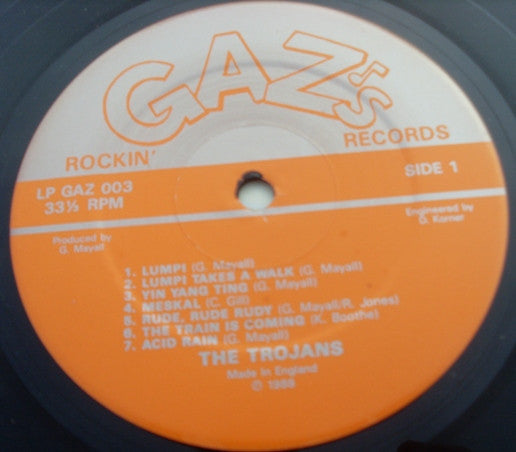 GAZ's
ROCKIN' RECORDS
LP GAZ 003
33⅓ RPM
SIDE 1
Produced by
G. Mayall
Engineered by
D. Korner
1. LUMPI (G. Mayall)
2. LUMPI TAKES A WALK (G. Mayall)
3. YIN YANG TING (G. Mayall)
4. MESKAL (C. Gill)
5. RUDE, RUDE RUDY (G. Mayall/R. Jones)
6. THE TRAIN IS COMING (K. Boothe)
7. ACID RAIN (G. Mayall)
THE TROJANS
Made In England
© 1989